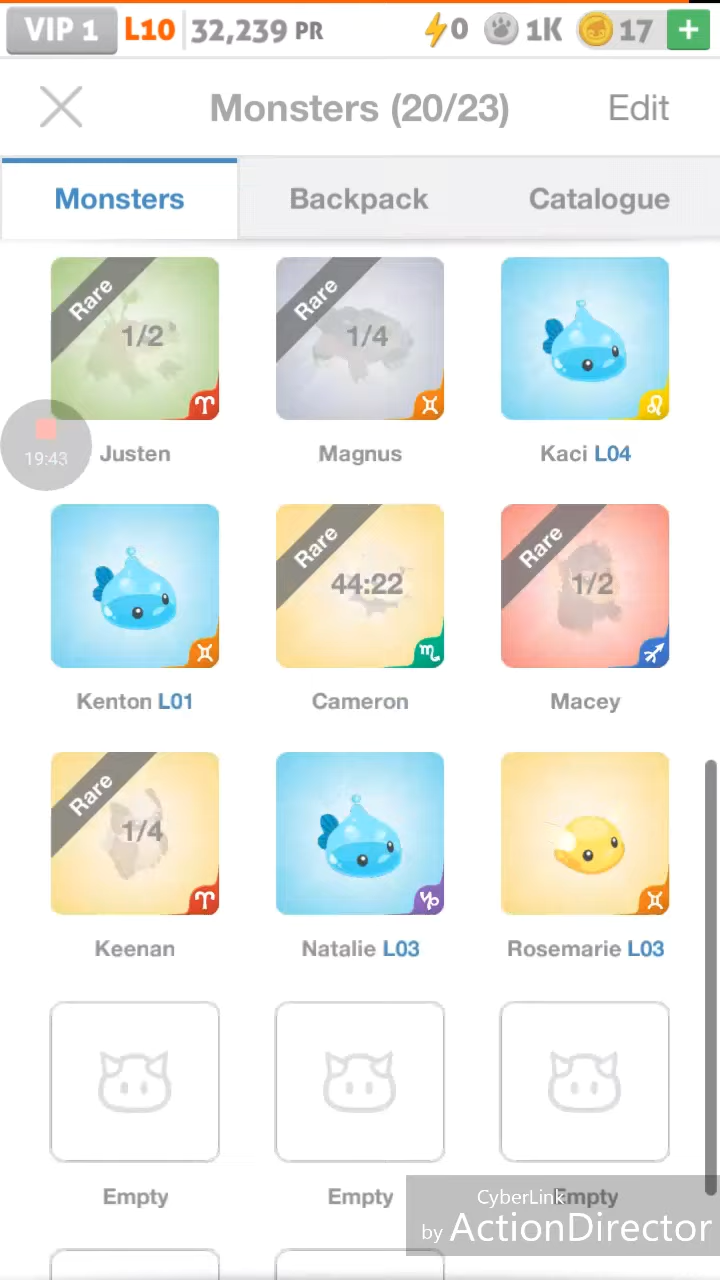 VIP 1 L10 32,239 PR 0 1K 17 +
Monsters (20/23) Edit
Monsters Backpack Catalogue
Rare Rare
1/2 1/4
19:43
Justen Magnus Kaci L04
Rare Rare
44:22 1/2
Kenton L01 Cameron Macey
Rare
1/4
Keenan Natalie L03 Rosemarie L03
Empty Empty Empty
CyberLink
by ActionDirector